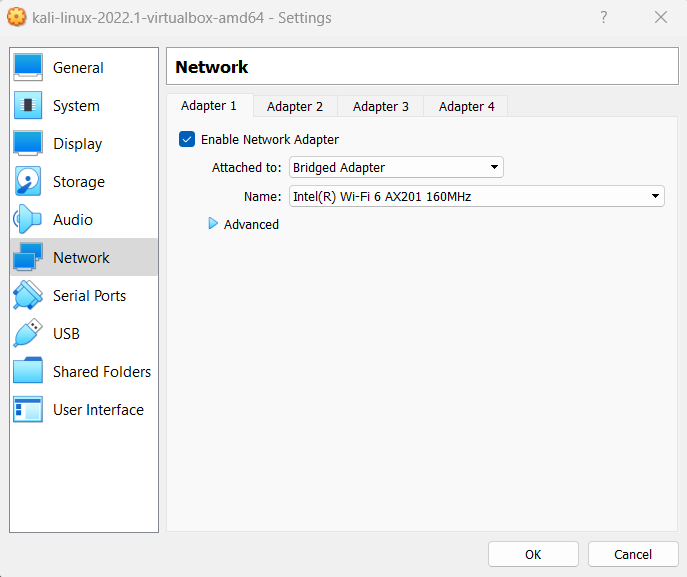 kali-linux-2022.1-virtualbox-amd64 - Settings
?
General
System
Display
Storage
Audio
Network
Serial Ports
USB
Shared Folders
User Interface
Network
Adapter 1 Adapter 2 Adapter 3 Adapter 4
Enable Network Adapter
Attached to: Bridged Adapter
Name: Intel(R) Wi-Fi 6 AX201 160MHz
Advanced
OK Cancel